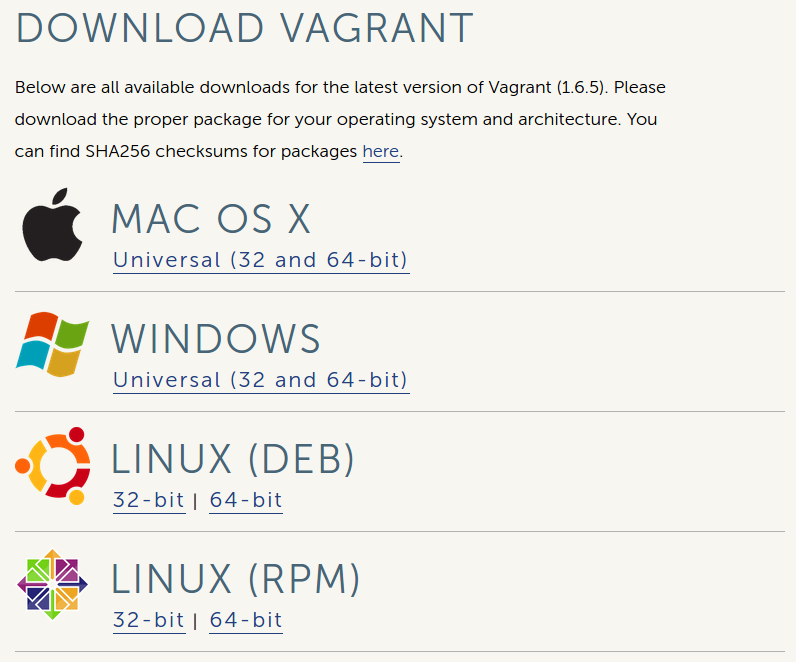 DOWNLOAD VAGRANT
Below are all available downloads for the latest version of Vagrant (1.6.5). Please
download the proper package for your operating system and architecture. You
can find SHA256 checksums for packages here.
MAC OS X
Universal (32 and 64-bit)
WINDOWS
Universal (32 and 64-bit)
LINUX (DEB)
32-bit | 64-bit
LINUX (RPM)
32-bit | 64-bit